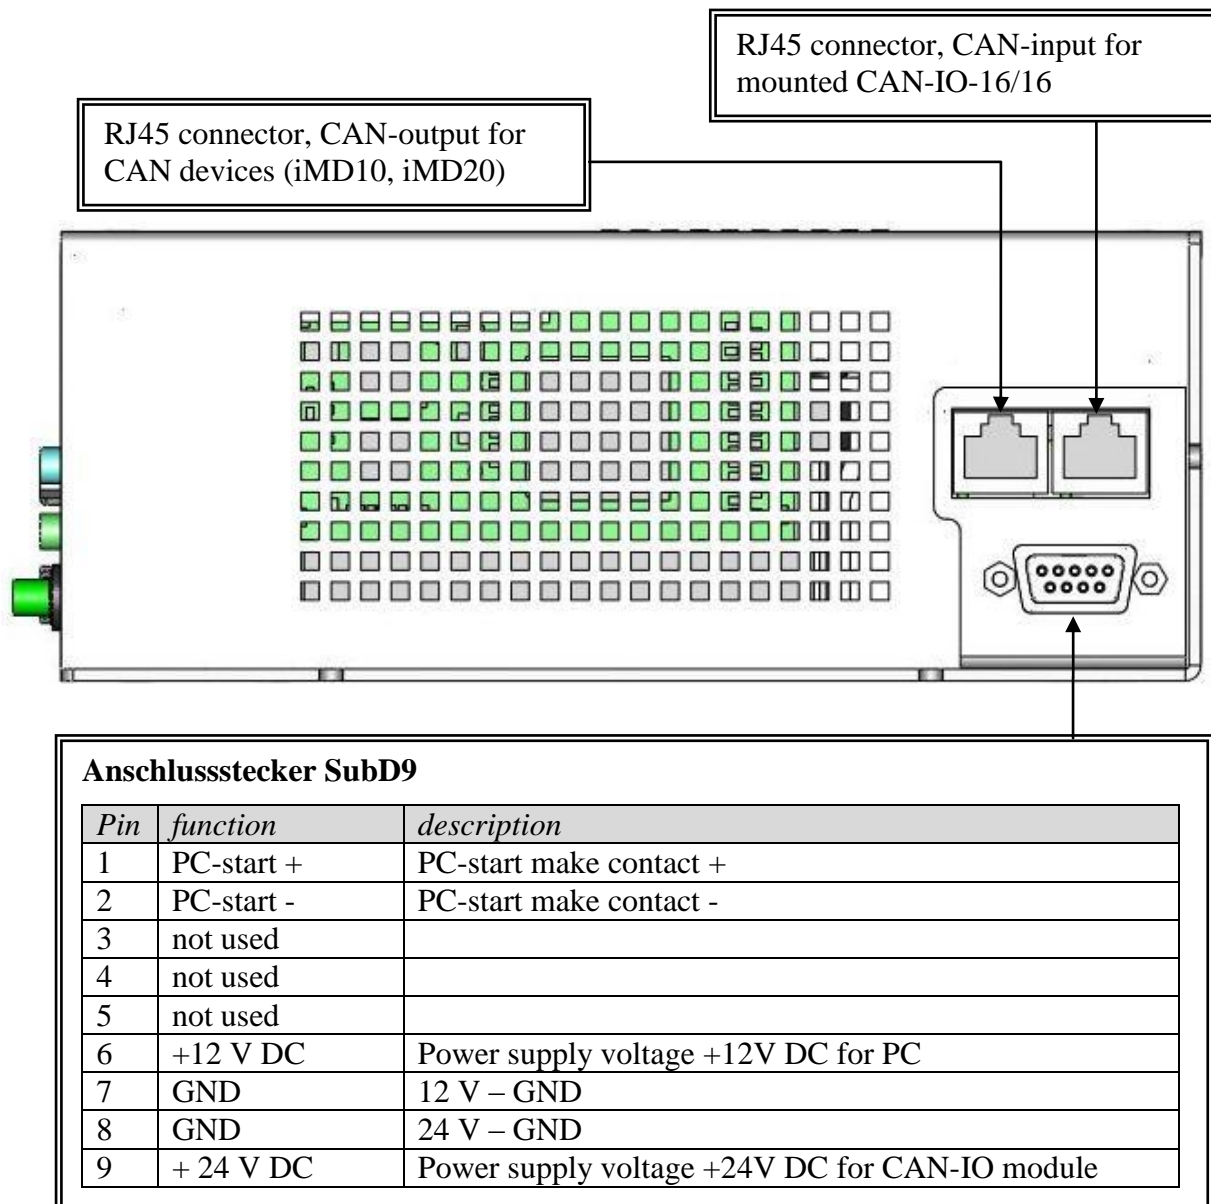 RJ45 connector, CAN-input for
mounted CAN-IO-16/16
RJ45 connector, CAN-output for
CAN devices (iMD10, iMD20)
Anschlussstecker SubD9
Pin function description
1 PC-start + PC-start make contact +
2 PC-start - PC-start make contact -
3 not used
4 not used
5 not used
6 +12 V DC Power supply voltage +12V DC for PC
7 GND 12 V – GND
8 GND 24 V – GND
9 + 24 V DC Power supply voltage +24V DC for CAN-IO module